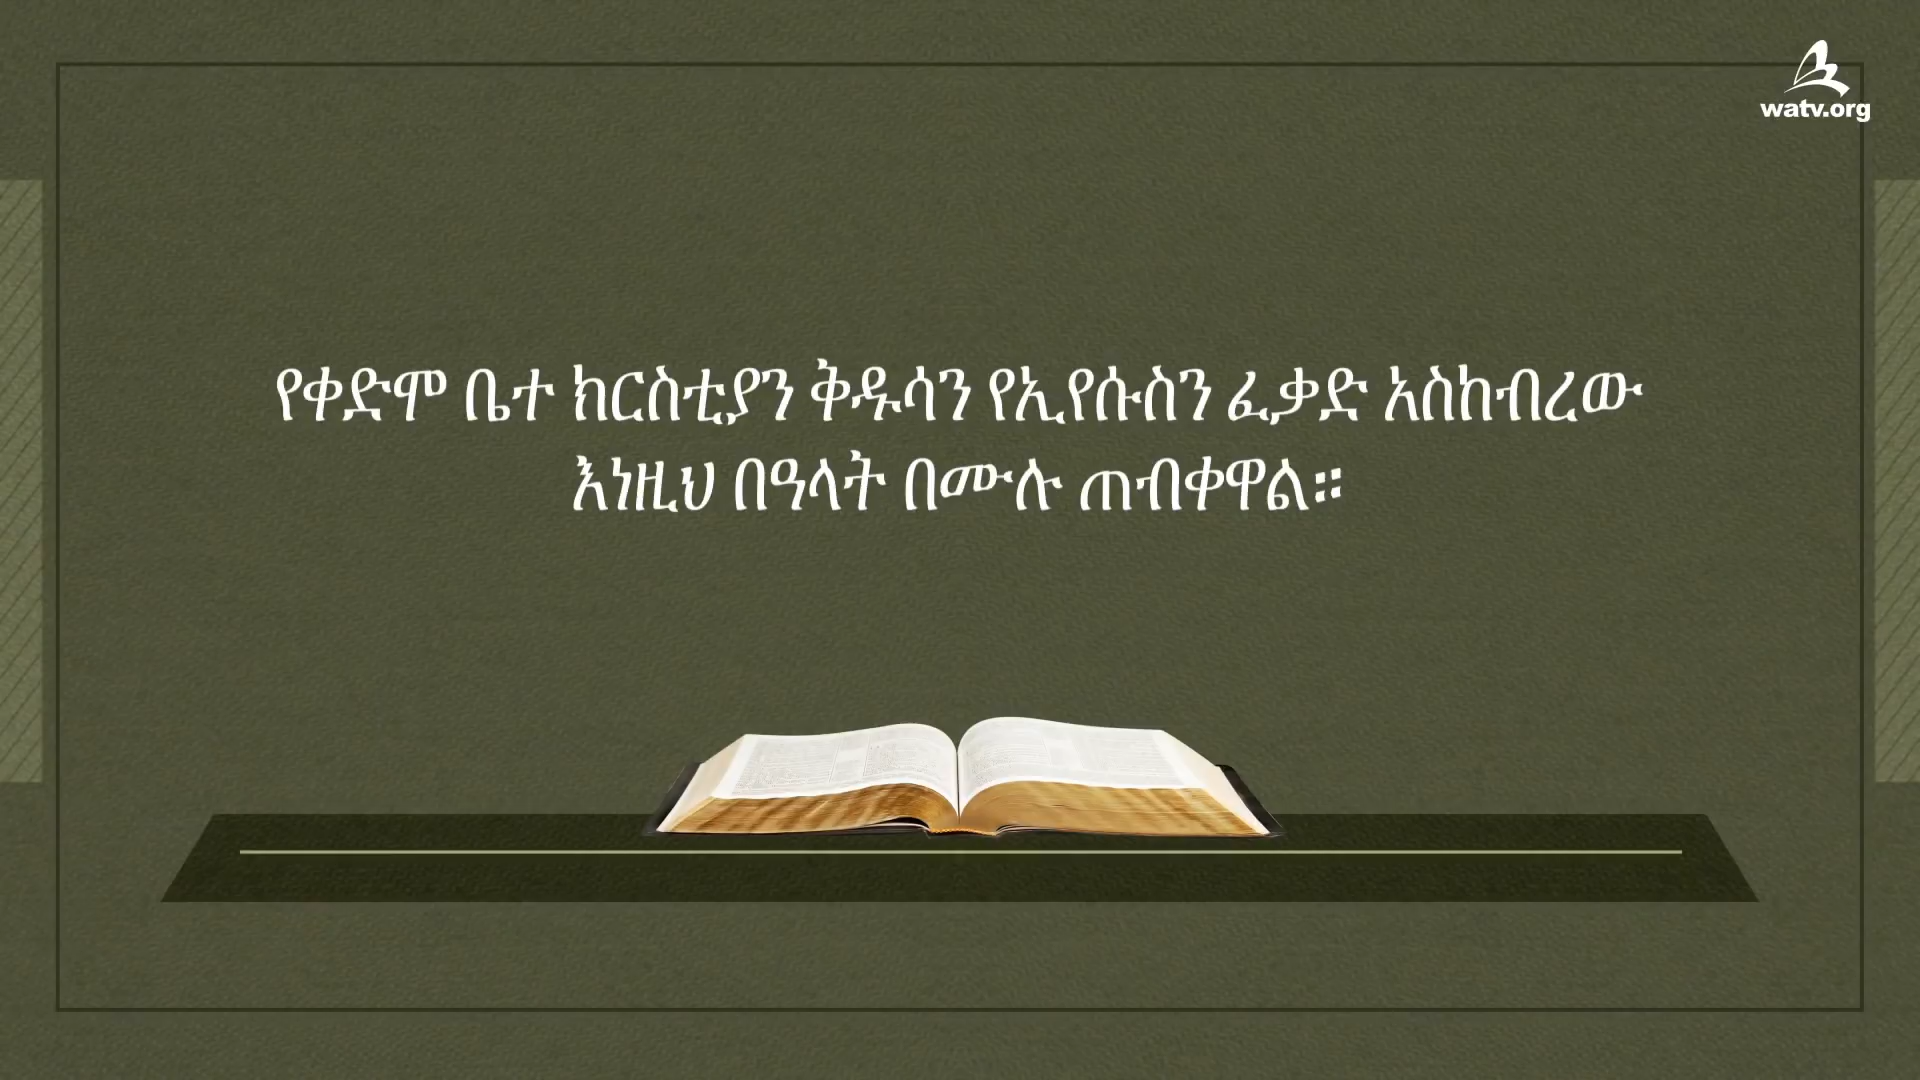 watv.org
የቀድሞ ቤተ ክርስቲያን ቅዱሳን የኢየሱስን ፈቃድ አስከብረው
እነዚህ በዓላት በሙሉ ጠብቀዋል።